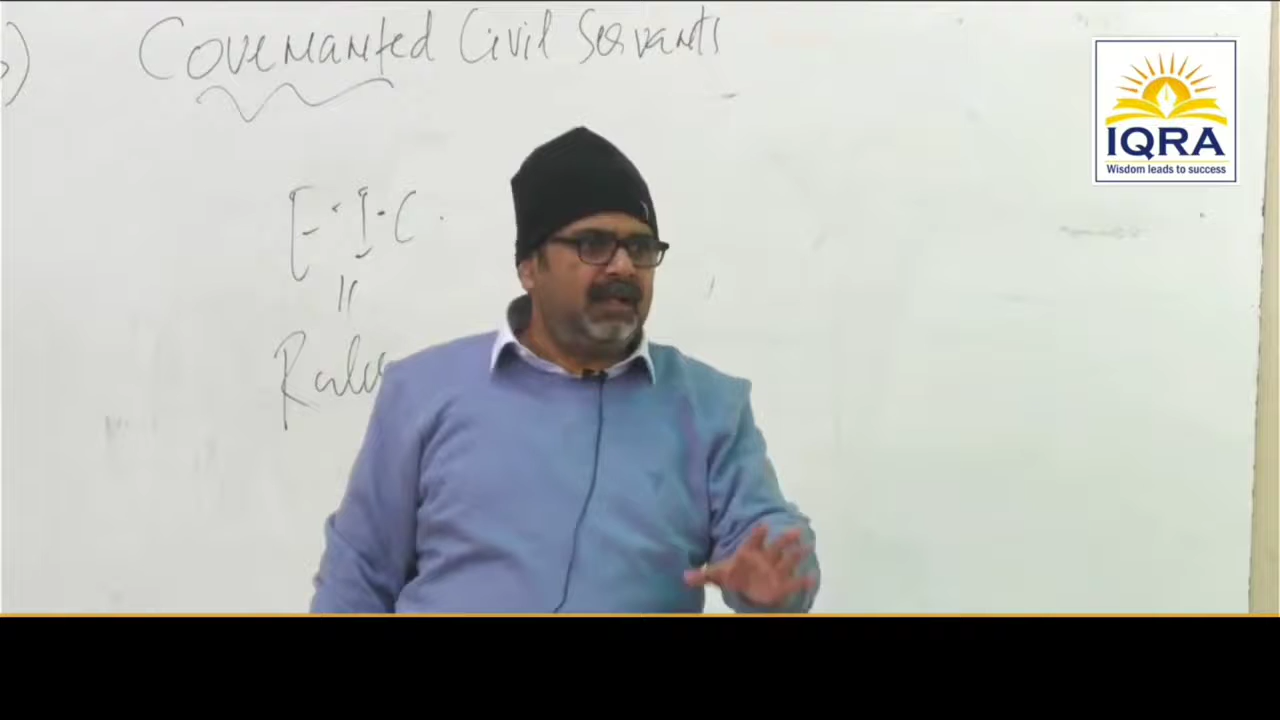 Covenanted Civil Servants
E.I.C.
IQRA
Wisdom leads to success